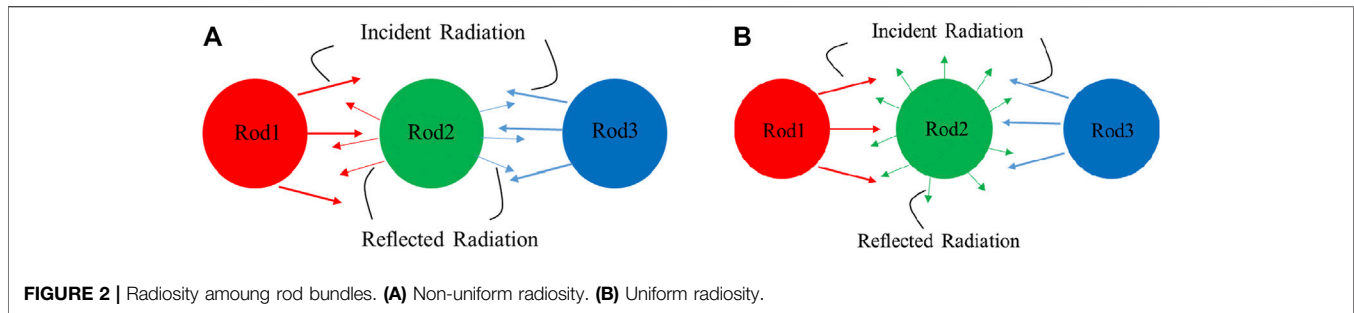 A
Incident Radiation
Rod1
Rod2
Rod3
Reflected Radiation
B
Incident Radiation
Rod1
Rod2
Rod3
Reflected Radiation
FIGURE 2 | Radiosity amoung rod bundles. (A) Non-uniform radiosity. (B) Uniform radiosity.